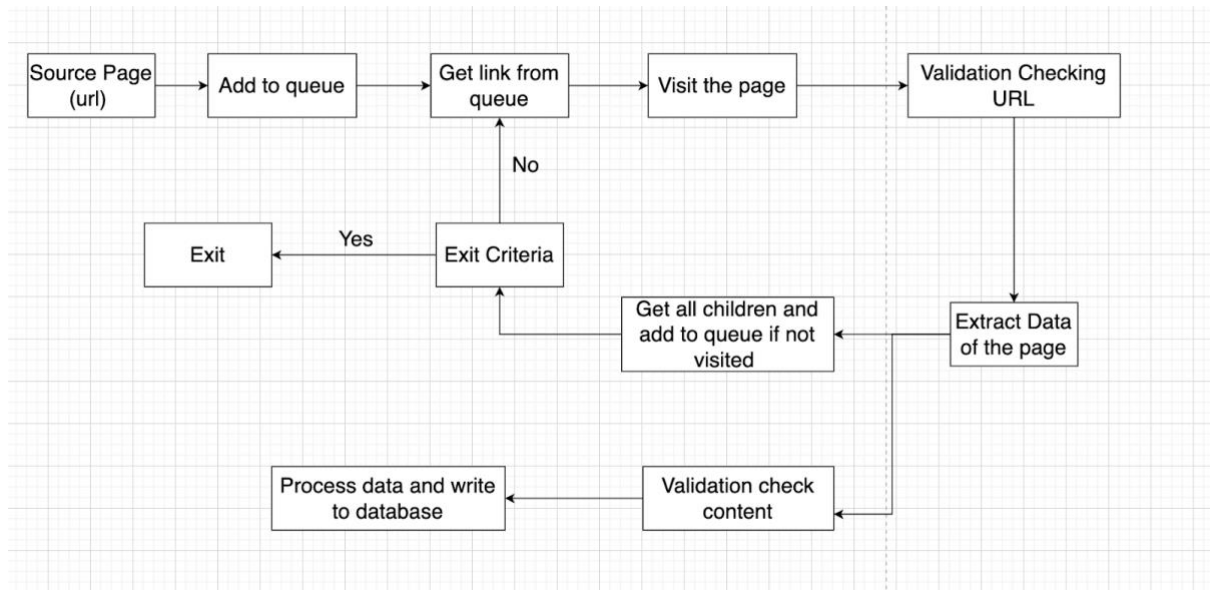 Source Page
(url)
Add to queue
Get link from
queue
Visit the page
Validation Checking
URL
No
Exit
Yes
Exit Criteria
Get all children and
add to queue if not
visited
Extract Data
of the page
Process data and write
to database
Validation check
content